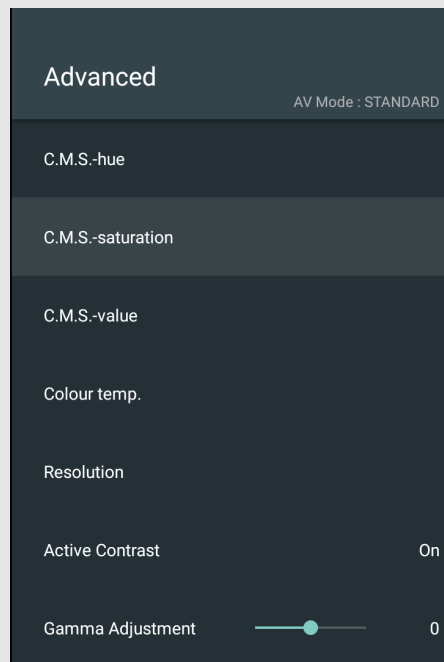 Advanced
AV Mode : STANDARD
C.M.S.-hue
C.M.S.-saturation
C.M.S.-value
Colour temp.
Resolution
Active Contrast On
Gamma Adjustment 0